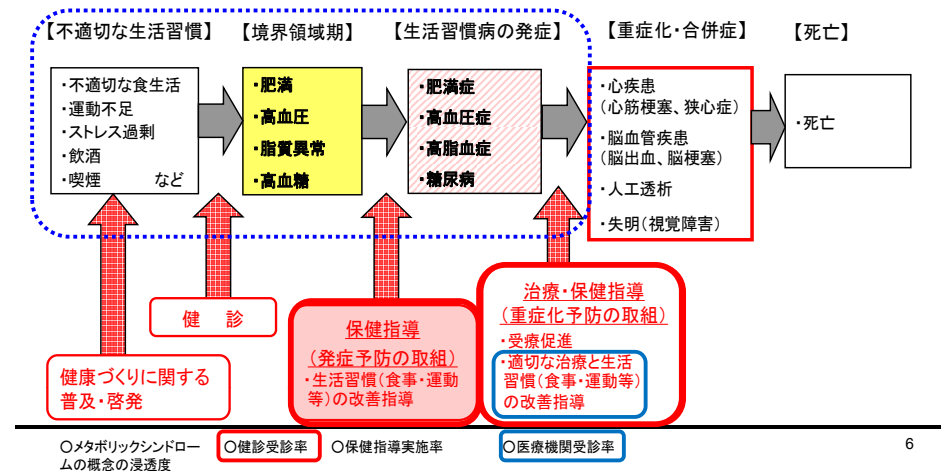 【不適切な生活習慣】
・不適切な食生活
・運動不足
・ストレス過剰
・飲酒
・喫煙 など
【境界領域期】
・肥満
・高血圧
・脂質異常
・高血糖
【生活習慣病の発症】
・肥満症
・高血圧症
・高脂血症
・糖尿病
【重症化・合併症】
・心疾患
(心筋梗塞、狭心症)
・脳血管疾患
(脳出血、脳梗塞)
・人工透析
・失明(視覚障害)
【死亡】
・死亡
健康づくりに関する
普及・啓発
健 診
保健指導
(発症予防の取組)
・生活習慣(食事・運動
等)の改善指導
治療・保健指導
(重症化予防の取組)
・受療促進
・適切な治療と生活
習慣(食事・運動等)
の改善指導
○メタボリックシンドロー
ムの概念の浸透度
○健診受診率
○保健指導実施率
○医療機関受診率
6